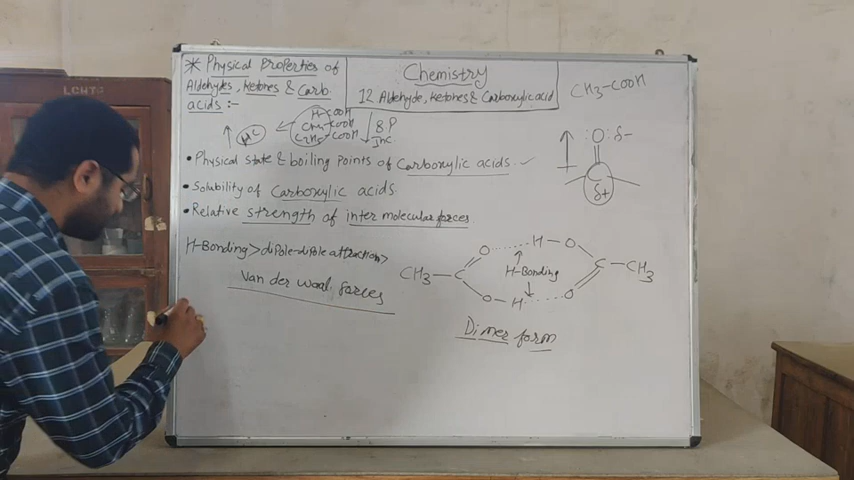 * Physical Properties of
Aldehydes, Ketones & Carb.
acids :-
Chemistry
12 Aldehyde, Ketones & Carboxylic acid
CH3-COOH
H-COOH
CH3-COOH
C2H5-COOH
BP
Inc.
• Physical state & boiling points of Carboxylic acids ✓
• Solubility of Carboxylic acids
• Relative strength of inter molecular forces
H-Bonding > dipole-dipole attraction >
Van der waal forces
:O: δ-
C
δ+
O H-O
CH3-C H-Bonding C-CH3
O-H O
Dimer form
LCHTC